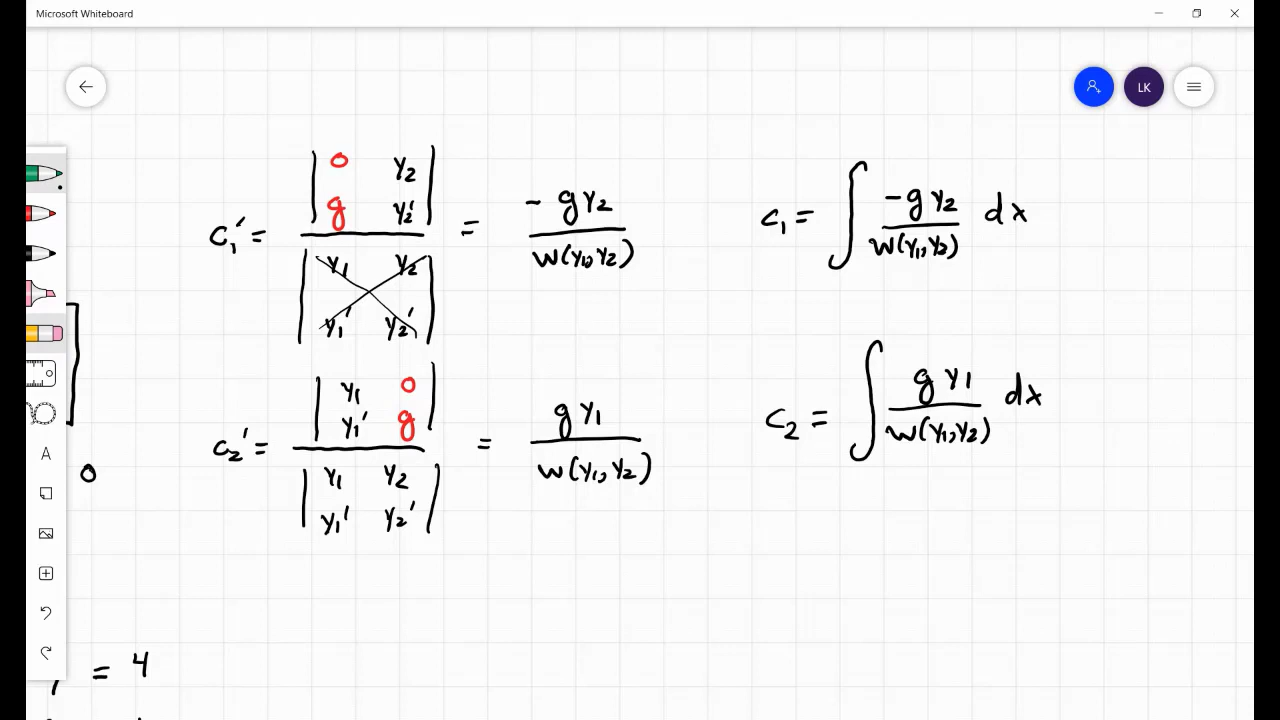 Microsoft Whiteboard
LK
c₁' = |0 y₂; g y₂'| / |y₁ y₂; y₁' y₂'| = -g y₂ / W(y₁, y₂)
c₁ = ∫ -g y₂ / W(y₁, y₂) dx
c₂' = |y₁ 0; y₁' g| / |y₁ y₂; y₁' y₂'| = g y₁ / W(y₁, y₂)
c₂ = ∫ g y₁ / W(y₁, y₂) dx
A
0
= 4